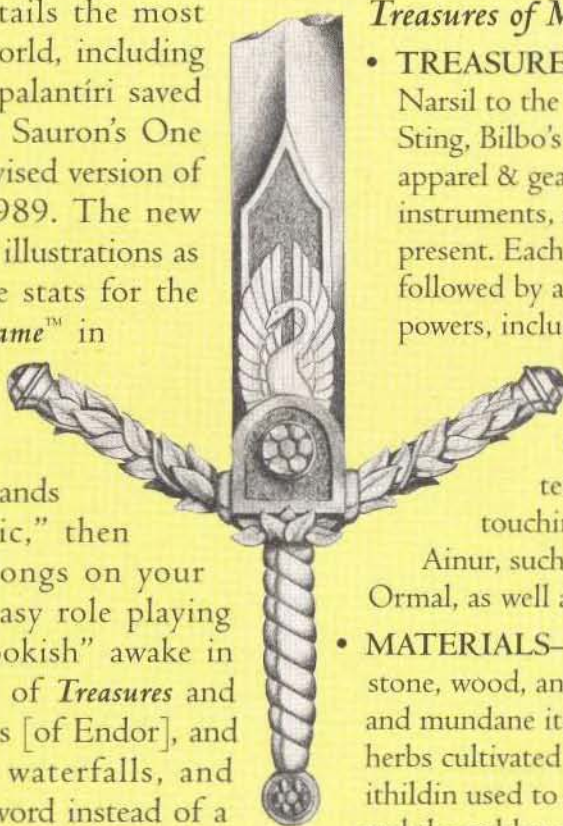 tails the most
orld, including
palantíri saved
Sauron's One
vised version of
989. The new
illustrations as
e stats for the
ame™ in
ands
ic," then
ongs on your
asy role playing
ookish" awake in
of Treasures and
s [of Endor], and
waterfalls, and
word instead of a
Treasures of M
• TREASURE
Narsil to the
Sting, Bilbo's
apparel & gea
instruments,
present. Each
followed by a
powers, inclu
te
touchin
Ainur, such
Ormal, as well a
• MATERIALS–
stone, wood, an
and mundane it
herbs cultivated
ithildin used to